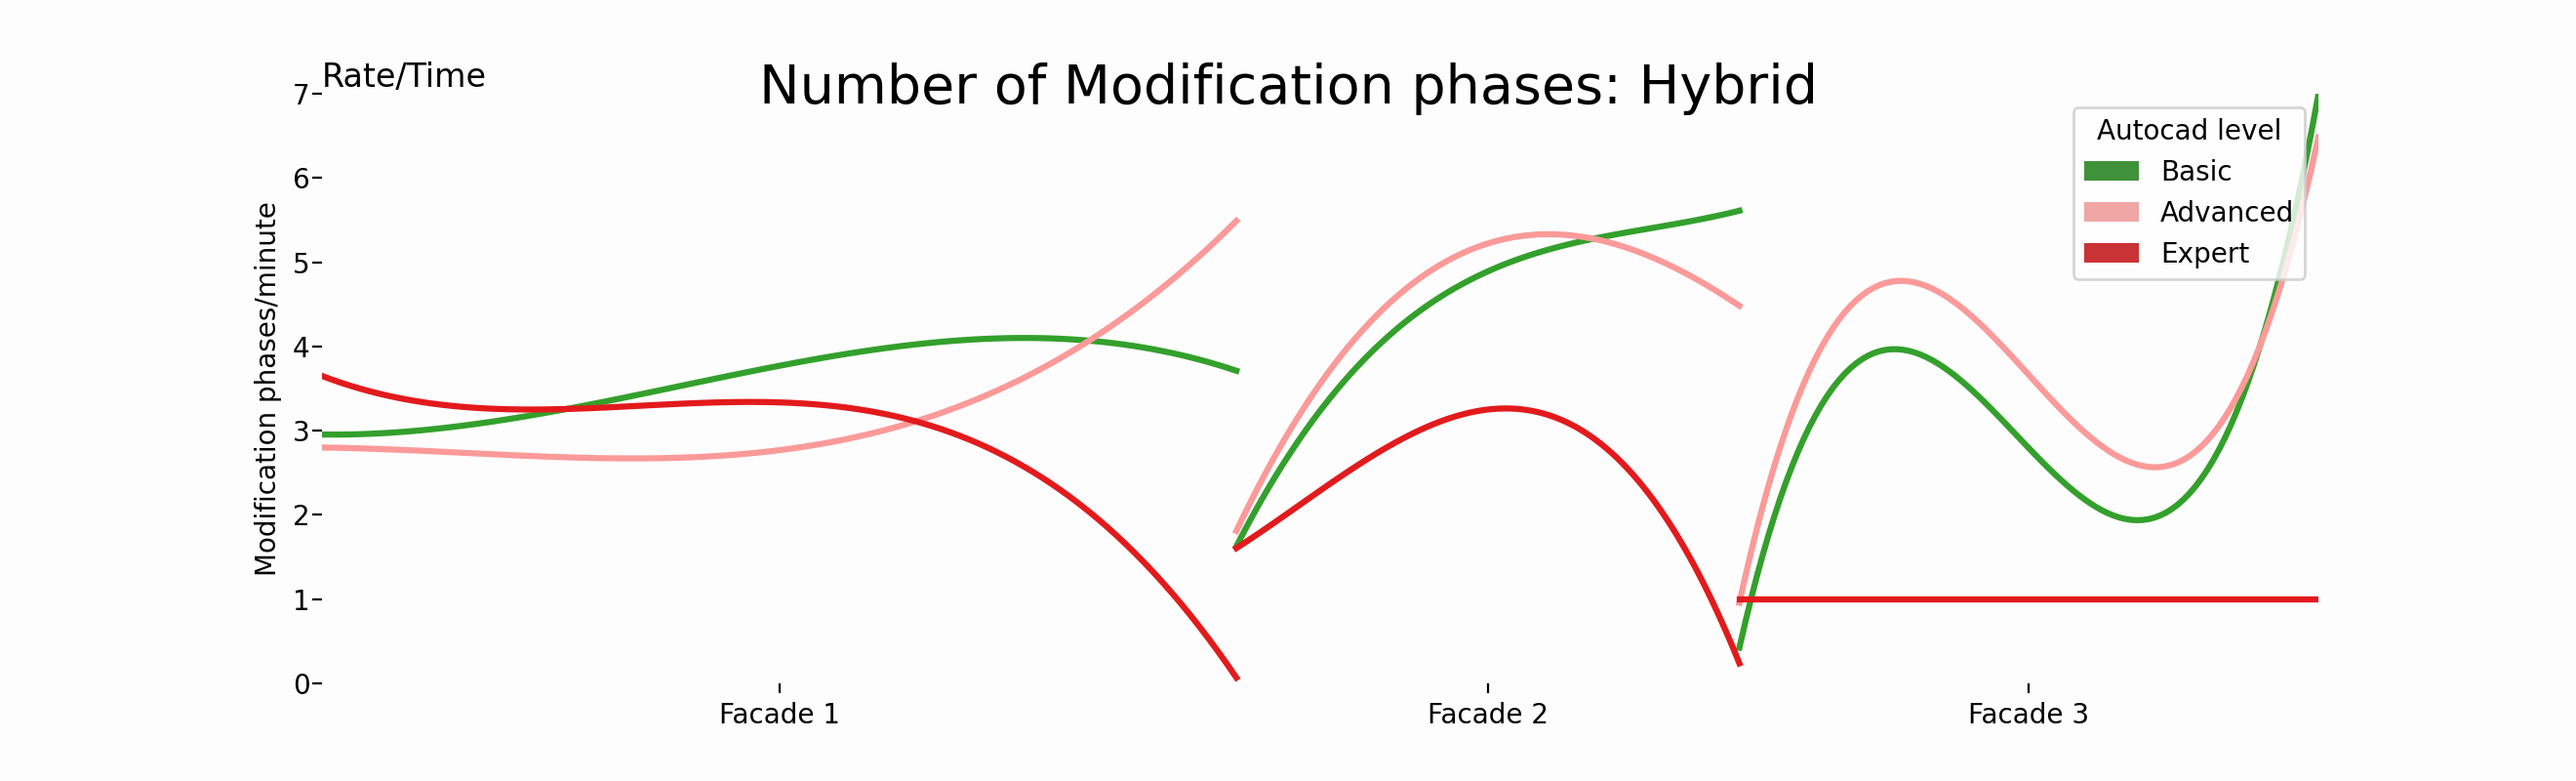 Rate/Time
Number of Modification phases: Hybrid
Modification phases/minute
7
6
5
4
3
2
1
0
Autocad level
Basic
Advanced
Expert
Facade 1
Facade 2
Facade 3